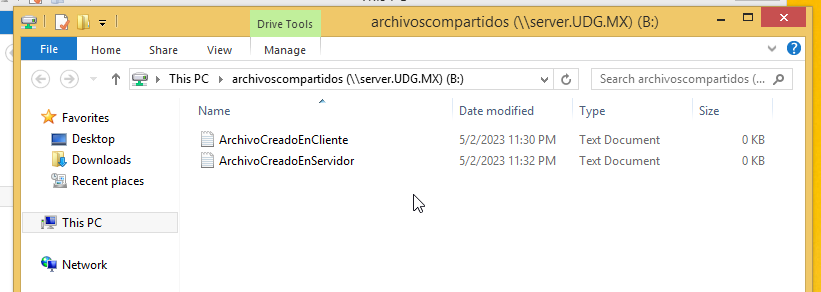 Drive Tools
archivoscompartidos (\\server.UDG.MX) (B:)
File Home Share View Manage
This PC archivoscompartidos (\\server.UDG.MX) (B:) Search archivoscompartidos (...
Name Date modified Type Size
Favorites
Desktop
Downloads
Recent places
This PC
Network
ArchivoCreadoEnCliente 5/2/2023 11:30 PM Text Document 0 KB
ArchivoCreadoEnServidor 5/2/2023 11:32 PM Text Document 0 KB